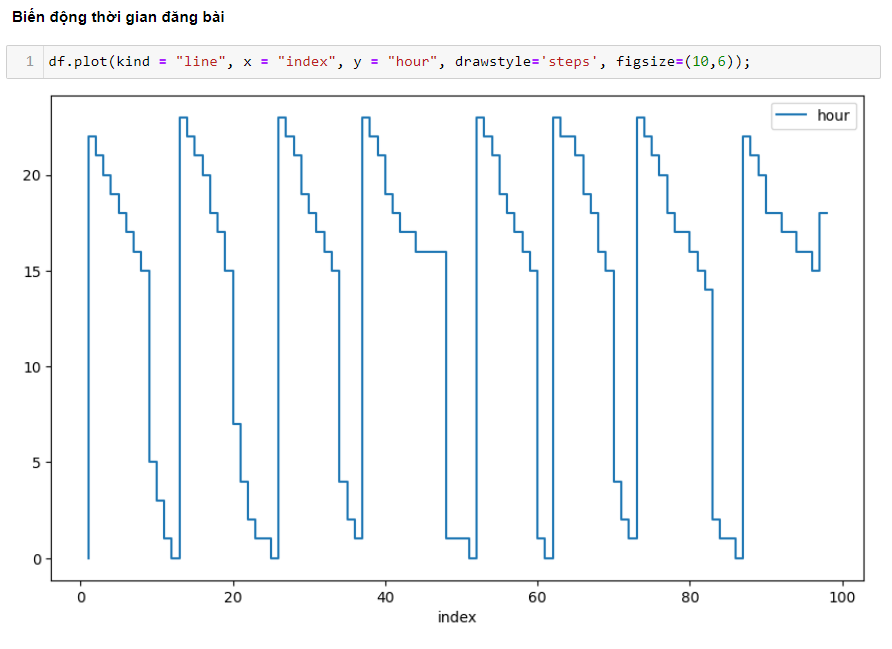 Biến động thời gian đăng bài
1 df.plot(kind = "line", x = "index", y = "hour", drawstyle='steps', figsize=(10,6));
hour
20
15
10
5
0
0 20 40 60 80 100
index